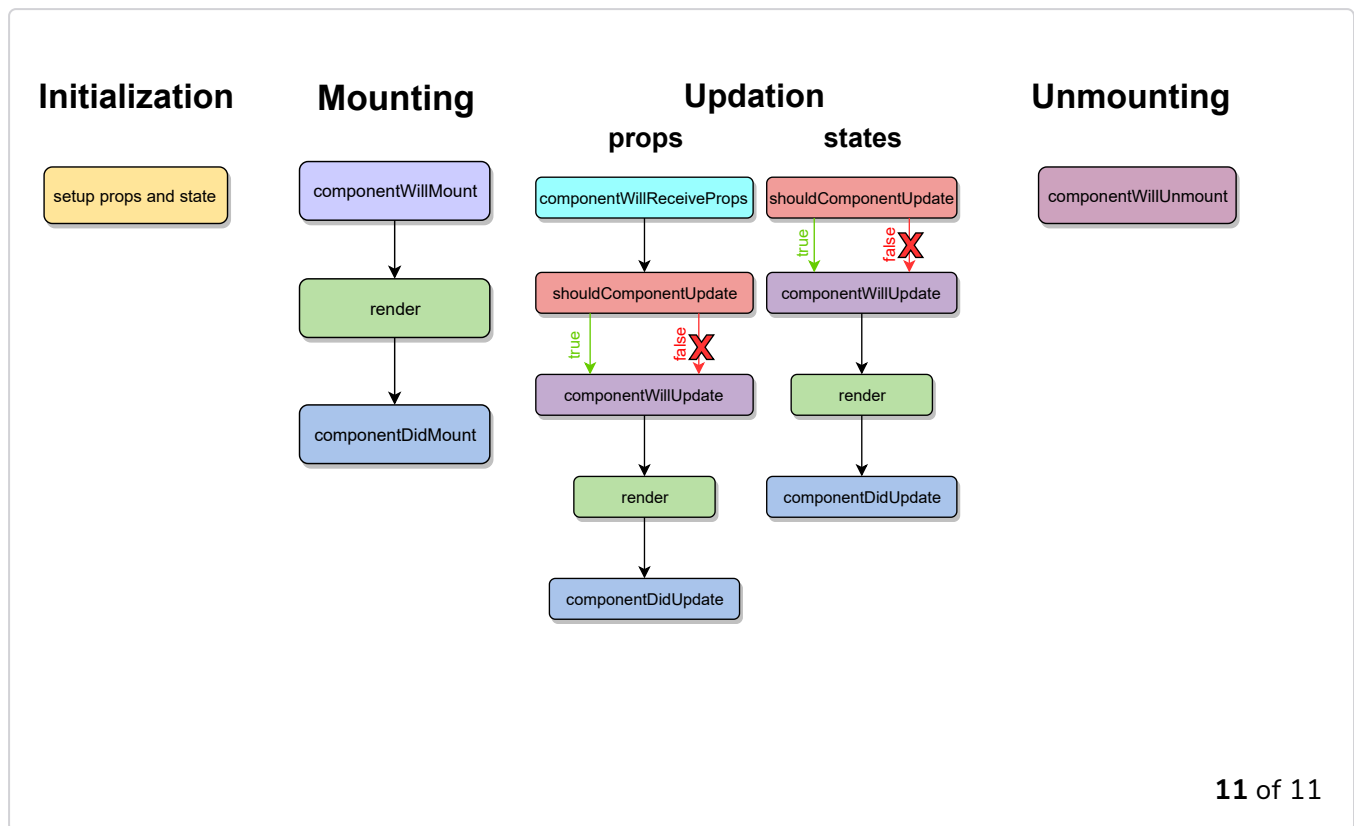 Initialization
Mounting
Updation
Unmounting
props
states
setup props and state
componentWillMount
render
componentDidMount
componentWillReceiveProps
shouldComponentUpdate
true
false
X
componentWillUpdate
render
componentDidUpdate
shouldComponentUpdate
true
false
X
componentWillUpdate
render
componentDidUpdate
componentWillUnmount
11 of 11